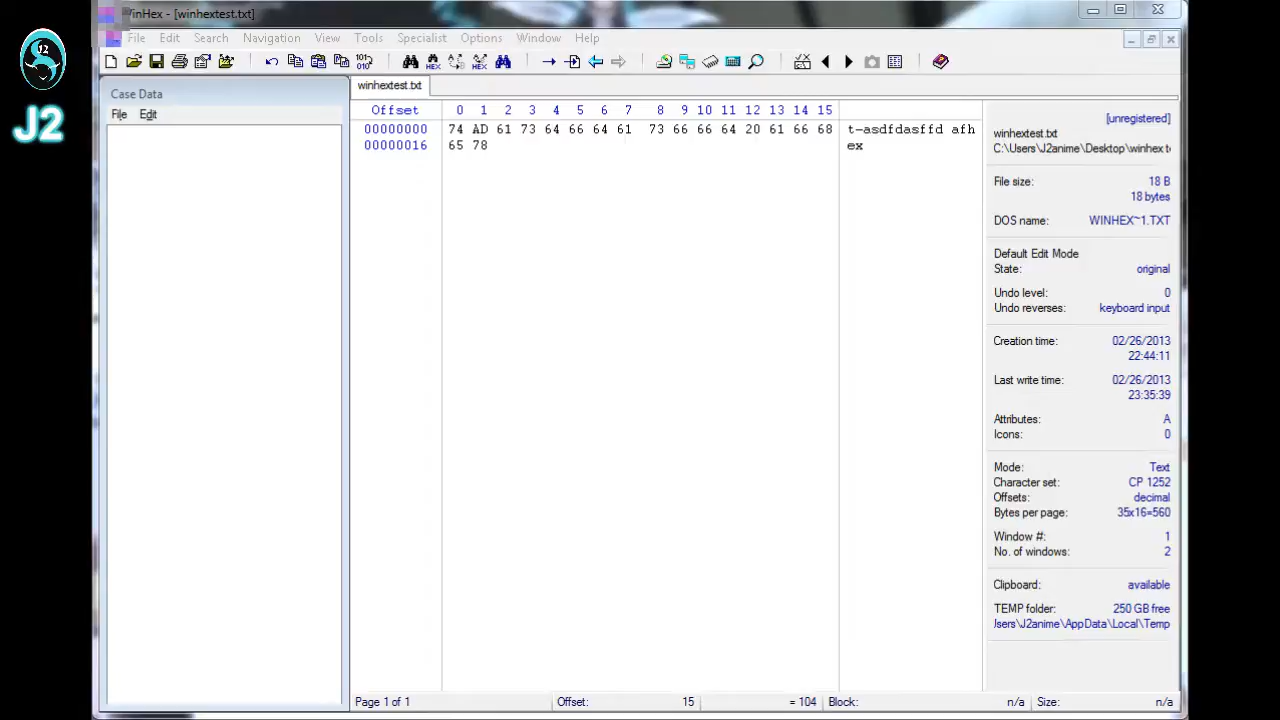 12
J2
WinHex - [winhextest.txt]
File Edit Search Navigation View Tools Specialist Options Window Help
Case Data
File Edit
winhextest.txt
Offset 0 1 2 3 4 5 6 7 8 9 10 11 12 13 14 15
00000000 74 AD 61 73 64 66 64 61 73 66 66 64 20 61 66 68 t-asdfdasffd afh
00000016 65 78 ex
[unregistered]
winhextest.txt
C:\Users\J2anime\Desktop\winhex te
File size: 18 B
18 bytes
DOS name: WINHEX~1.TXT
Default Edit Mode
State: original
Undo level: 0
Undo reverses: keyboard input
Creation time: 02/26/2013
22:44:11
Last write time: 02/26/2013
23:35:39
Attributes: A
Icons: 0
Mode: Text
Character set: CP 1252
Offsets: decimal
Bytes per page: 35x16=560
Window #: 1
No. of windows: 2
Clipboard: available
TEMP folder: 250 GB free
Users\J2anime\AppData\Local\Temp
Page 1 of 1 Offset: 15 = 104 Block: n/a Size: n/a